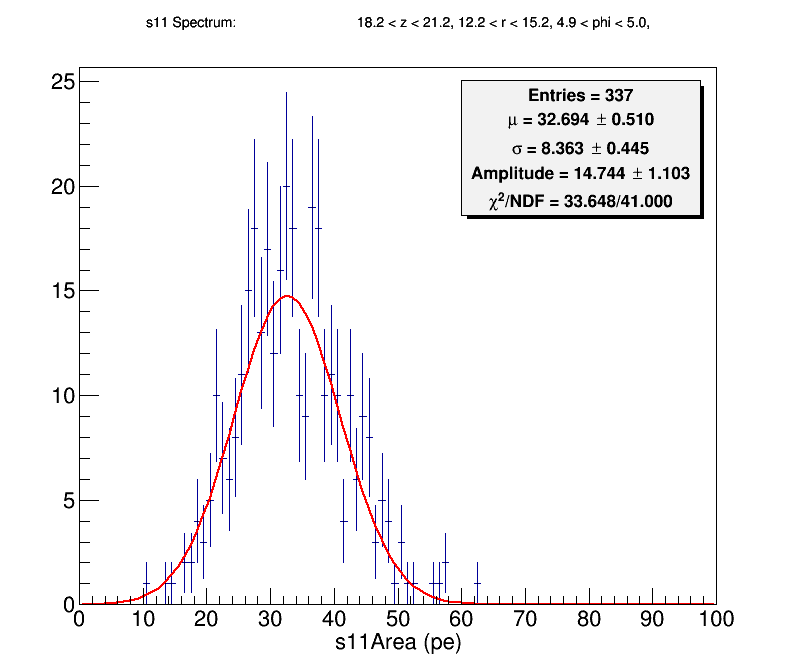 s11 Spectrum: 18.2 < z < 21.2, 12.2 < r < 15.2, 4.9 < phi < 5.0,
Entries = 337
μ = 32.694 ± 0.510
σ = 8.363 ± 0.445
Amplitude = 14.744 ± 1.103
χ²/NDF = 33.648/41.000
25
20
15
10
5
0
0 10 20 30 40 50 60 70 80 90 100
s11Area (pe)